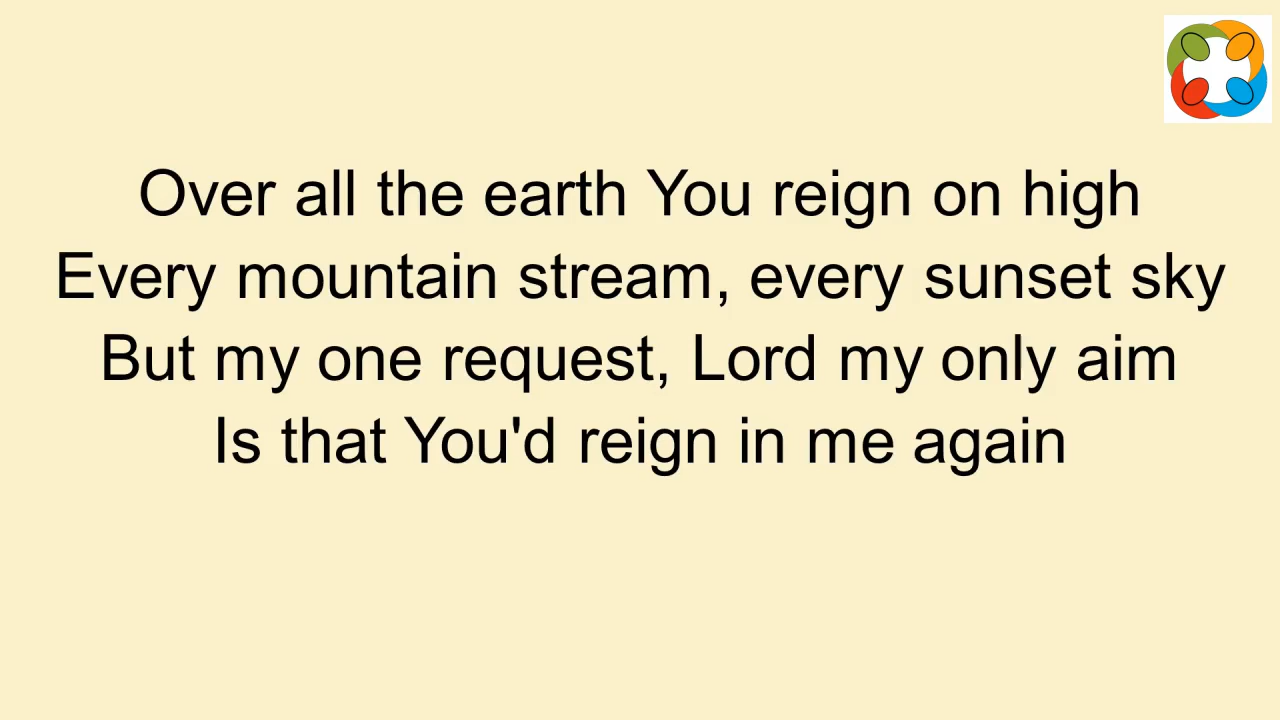 Over all the earth You reign on high
Every mountain stream, every sunset sky
But my one request, Lord my only aim
Is that You'd reign in me again